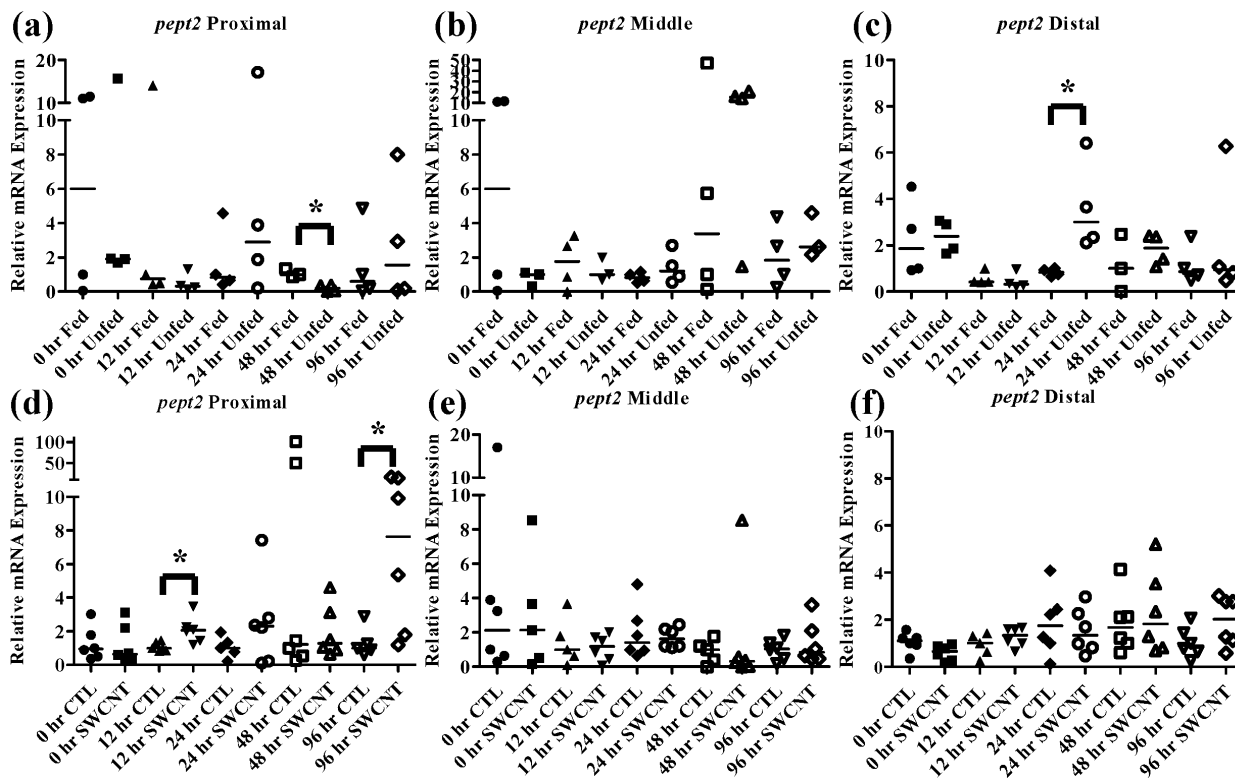 (a)
pept2 Proximal
Relative mRNA Expression
20
10
10
8
6
4
2
0
*
0 hr Fed
0 hr Unfed
12 hr Fed
12 hr Unfed
24 hr Fed
24 hr Unfed
48 hr Fed
48 hr Unfed
96 hr Fed
96 hr Unfed
(b)
pept2 Middle
Relative mRNA Expression
50
40
30
20
10
10
8
6
4
2
0
0 hr Fed
0 hr Unfed
12 hr Fed
12 hr Unfed
24 hr Fed
24 hr Unfed
48 hr Fed
48 hr Unfed
96 hr Fed
96 hr Unfed
(c)
pept2 Distal
Relative mRNA Expression
10
8
6
4
2
0
*
0 hr Fed
0 hr Unfed
12 hr Fed
12 hr Unfed
24 hr Fed
24 hr Unfed
48 hr Fed
48 hr Unfed
96 hr Fed
96 hr Unfed
(d)
pept2 Proximal
Relative mRNA Expression
100
50
10
8
6
4
2
0
*
*
0 hr CTL
0 hr SWCNT
12 hr CTL
12 hr SWCNT
24 hr CTL
24 hr SWCNT
48 hr CTL
48 hr SWCNT
96 hr CTL
96 hr SWCNT
(e)
pept2 Middle
Relative mRNA Expression
20
10
10
8
6
4
2
0
0 hr CTL
0 hr SWCNT
12 hr CTL
12 hr SWCNT
24 hr CTL
24 hr SWCNT
48 hr CTL
48 hr SWCNT
96 hr CTL
96 hr SWCNT
(f)
pept2 Distal
Relative mRNA Expression
10
8
6
4
2
0
0 hr CTL
0 hr SWCNT
12 hr CTL
12 hr SWCNT
24 hr CTL
24 hr SWCNT
48 hr CTL
48 hr SWCNT
96 hr CTL
96 hr SWCNT